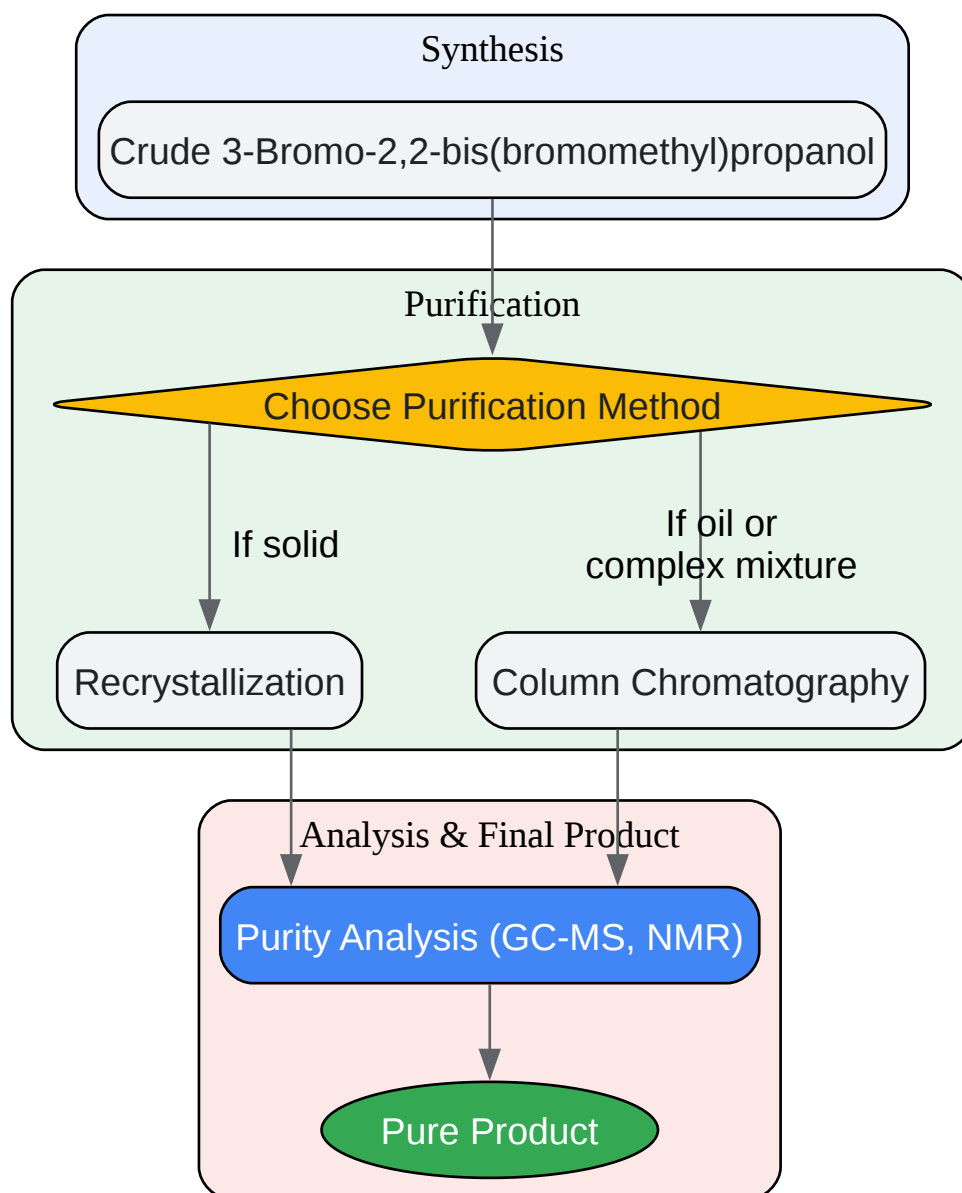 Synthesis
Crude 3-Bromo-2,2-bis(bromomethyl)propanol
Purification
Choose Purification Method
If solid
If oil or
complex mixture
Recrystallization
Column Chromatography
Analysis & Final Product
Purity Analysis (GC-MS, NMR)
Pure Product